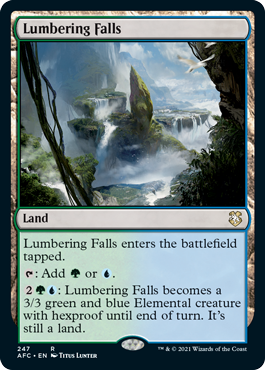 Lumbering Falls
Land
Lumbering Falls enters the battlefield
tapped.
: Add or .
2 : Lumbering Falls becomes a
3/3 green and blue Elemental creature
with hexproof until end of turn. It's
still a land.
247 R
AFC • EN Titus Lunter
™ & © 2021 Wizards of the Coast